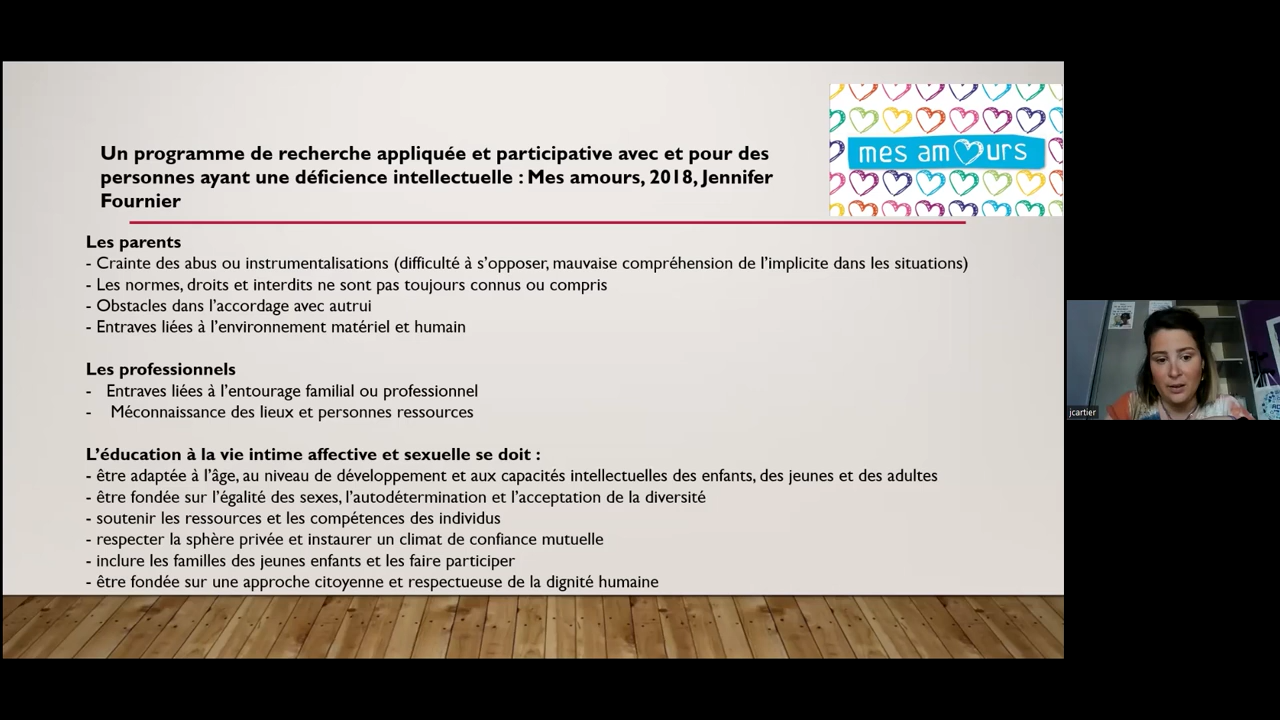 Un programme de recherche appliquée et participative avec et pour des
personnes ayant une déficience intellectuelle : Mes amours, 2018, Jennifer
Fournier
mes amurs
Les parents
- Crainte des abus ou instrumentalisations (difficulté à s'opposer, mauvaise compréhension de l'implicite dans les situations)
- Les normes, droits et interdits ne sont pas toujours connus ou compris
- Obstacles dans l'accordage avec autrui
- Entraves liées à l'environnement matériel et humain
Les professionnels
- Entraves liées à l'entourage familial ou professionnel
- Méconnaissance des lieux et personnes ressources
L'éducation à la vie intime affective et sexuelle se doit :
- être adaptée à l'âge, au niveau de développement et aux capacités intellectuelles des enfants, des jeunes et des adultes
- être fondée sur l'égalité des sexes, l'autodétermination et l'acceptation de la diversité
- soutenir les ressources et les compétences des individus
- respecter la sphère privée et instaurer un climat de confiance mutuelle
- inclure les familles des jeunes enfants et les faire participer
- être fondée sur une approche citoyenne et respectueuse de la dignité humaine
jcartier